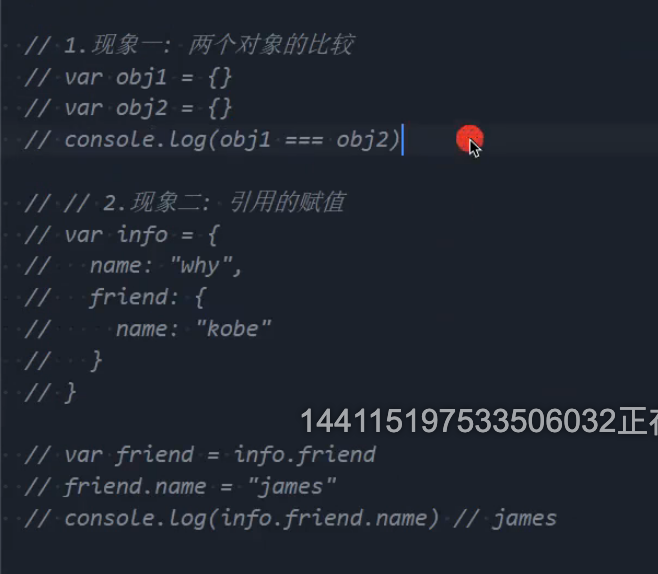 // 1.现象一: 两个对象的比较
// var obj1 = {}
// var obj2 = {}
// console.log(obj1 === obj2)
// // 2.现象二: 引用的赋值
// var info = {
//   name: "why",
//   friend: {
//     name: "kobe"
//   }
// }
144115197533506032正在
// var friend = info.friend
// friend.name = "james"
// console.log(info.friend.name) // james